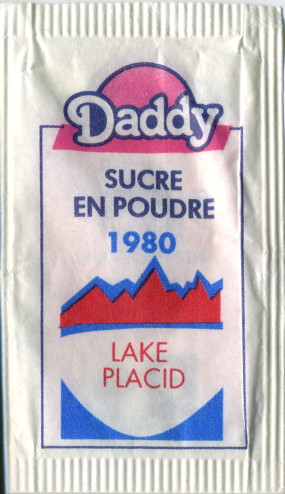 Daddy
SUCRE
EN POUDRE
1980
LAKE
PLACID